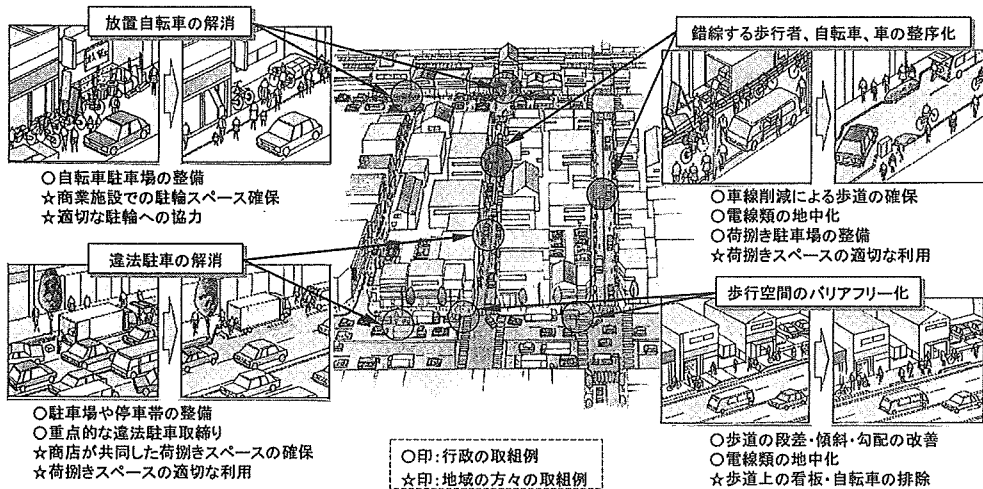 放置自転車の解消
○自転車駐車場の整備
☆商業施設での駐輪スペース確保
☆適切な駐輪への協力
錯綜する歩行者、自転車、車の整序化
○車線削減による歩道の確保
○電線類の地中化
○荷捌き駐車場の整備
☆荷捌きスペースの適切な利用
違法駐車の解消
○駐車場や停車帯の整備
○重点的な違法駐車取締り
☆商店が共同した荷捌きスペースの確保
☆荷捌きスペースの適切な利用
歩行空間のバリアフリー化
○歩道の段差・傾斜・勾配の改善
○電線類の地中化
☆歩道上の看板・自転車の排除
○印:行政の取組例
☆印:地域の方々の取組例